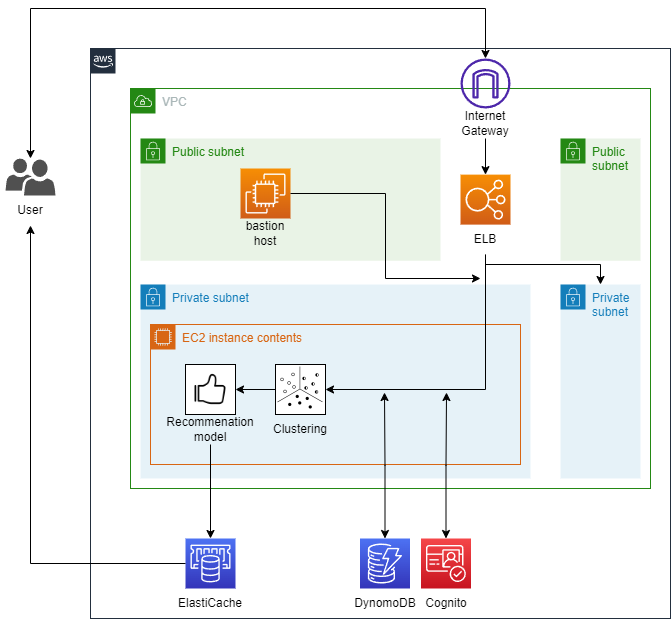 aws
VPC
Internet
Gateway
Public subnet
Public
subnet
User
bastion
host
ELB
Private subnet
Private
subnet
EC2 instance contents
Recommenation
model
Clustering
ElastiCache
DynomoDB
Cognito